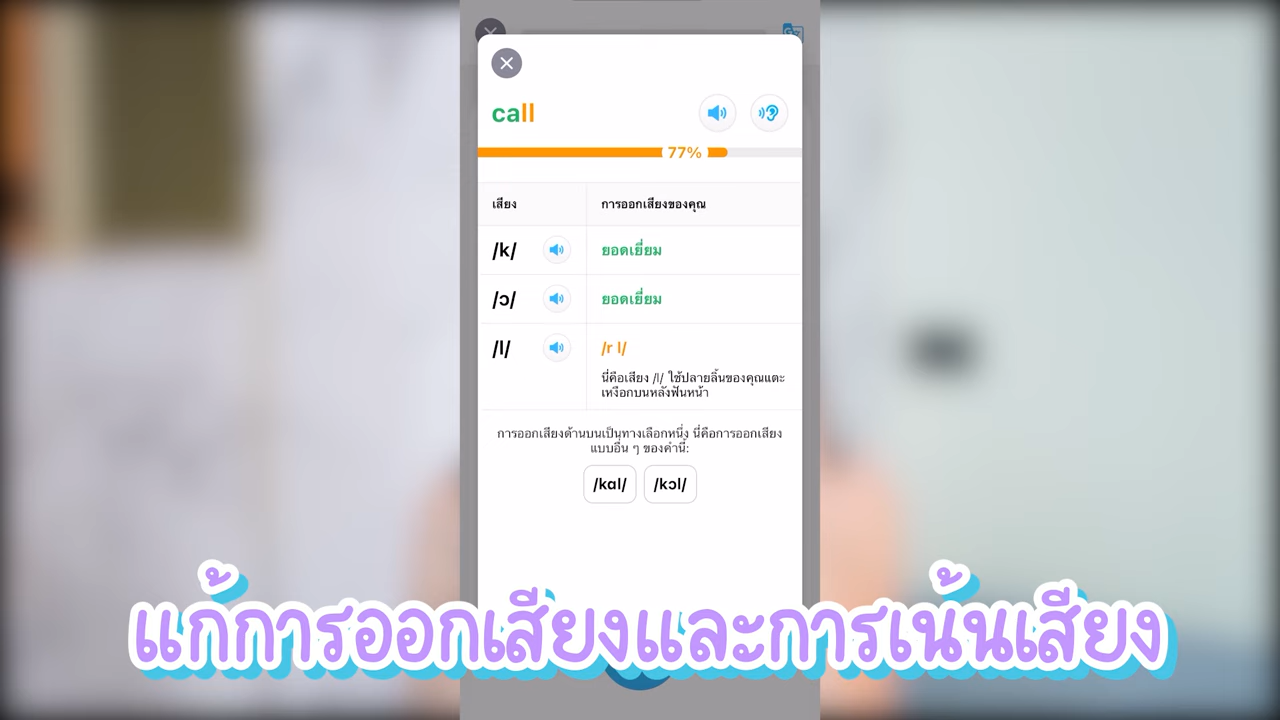 call
77%
เสียง
การออกเสียงของคุณ
/k/
ยอดเยี่ยม
/ɔ/
ยอดเยี่ยม
/l/
/r l/
นี่คือเสียง /l/ ใช้ปลายลิ้นของคุณแตะ
เหงือกบนหลังฟันหน้า
การออกเสียงด้านบนเป็นทางเลือกหนึ่ง นี่คือการออกเสียง
แบบอื่น ๆ ของคำนี้:
/kɑl/
/kɔl/
แก้การออกเสียงและการเน้นเสียง